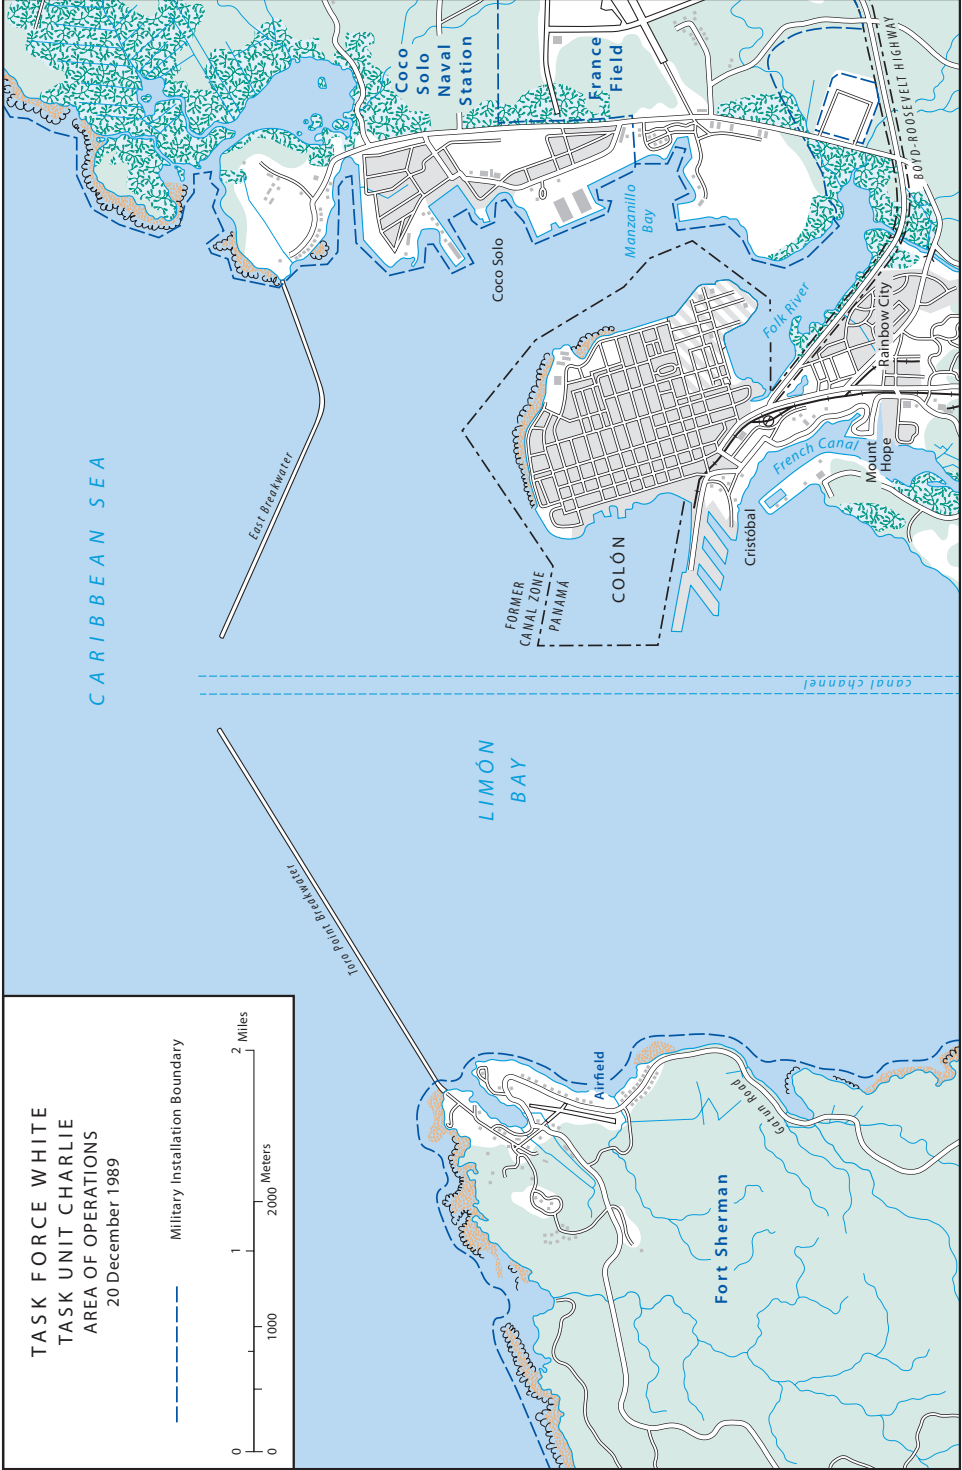 TASK FORCE WHITE
TASK UNIT CHARLIE
AREA OF OPERATIONS
20 December 1989
Military Installation Boundary
0 1 2 Miles
0 1000 2000 Meters
CARIBBEAN SEA
Toro Point Breakwater
East Breakwater
LIMÓN
BAY
canal channel
Airfield
Gatun Road
Fort Sherman
FORMER
CANAL ZONE
PANAMÁ
COLÓN
Cristóbal
French Canal
Mount
Hope
Rainbow City
Folk River
Coco Solo
Manzanillo
Bay
Coco
Solo
Naval
Station
France
Field
BOYD-ROOSEVELT HIGHWAY